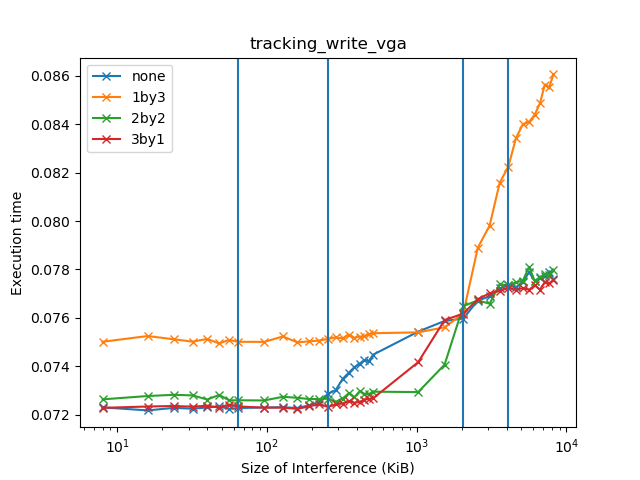 tracking_write_vga
none
1by3
2by2
3by1
0.086
0.084
0.082
0.080
0.078
0.076
0.074
0.072
Execution time
10¹ 10² 10³ 10⁴
Size of Interference (KiB)